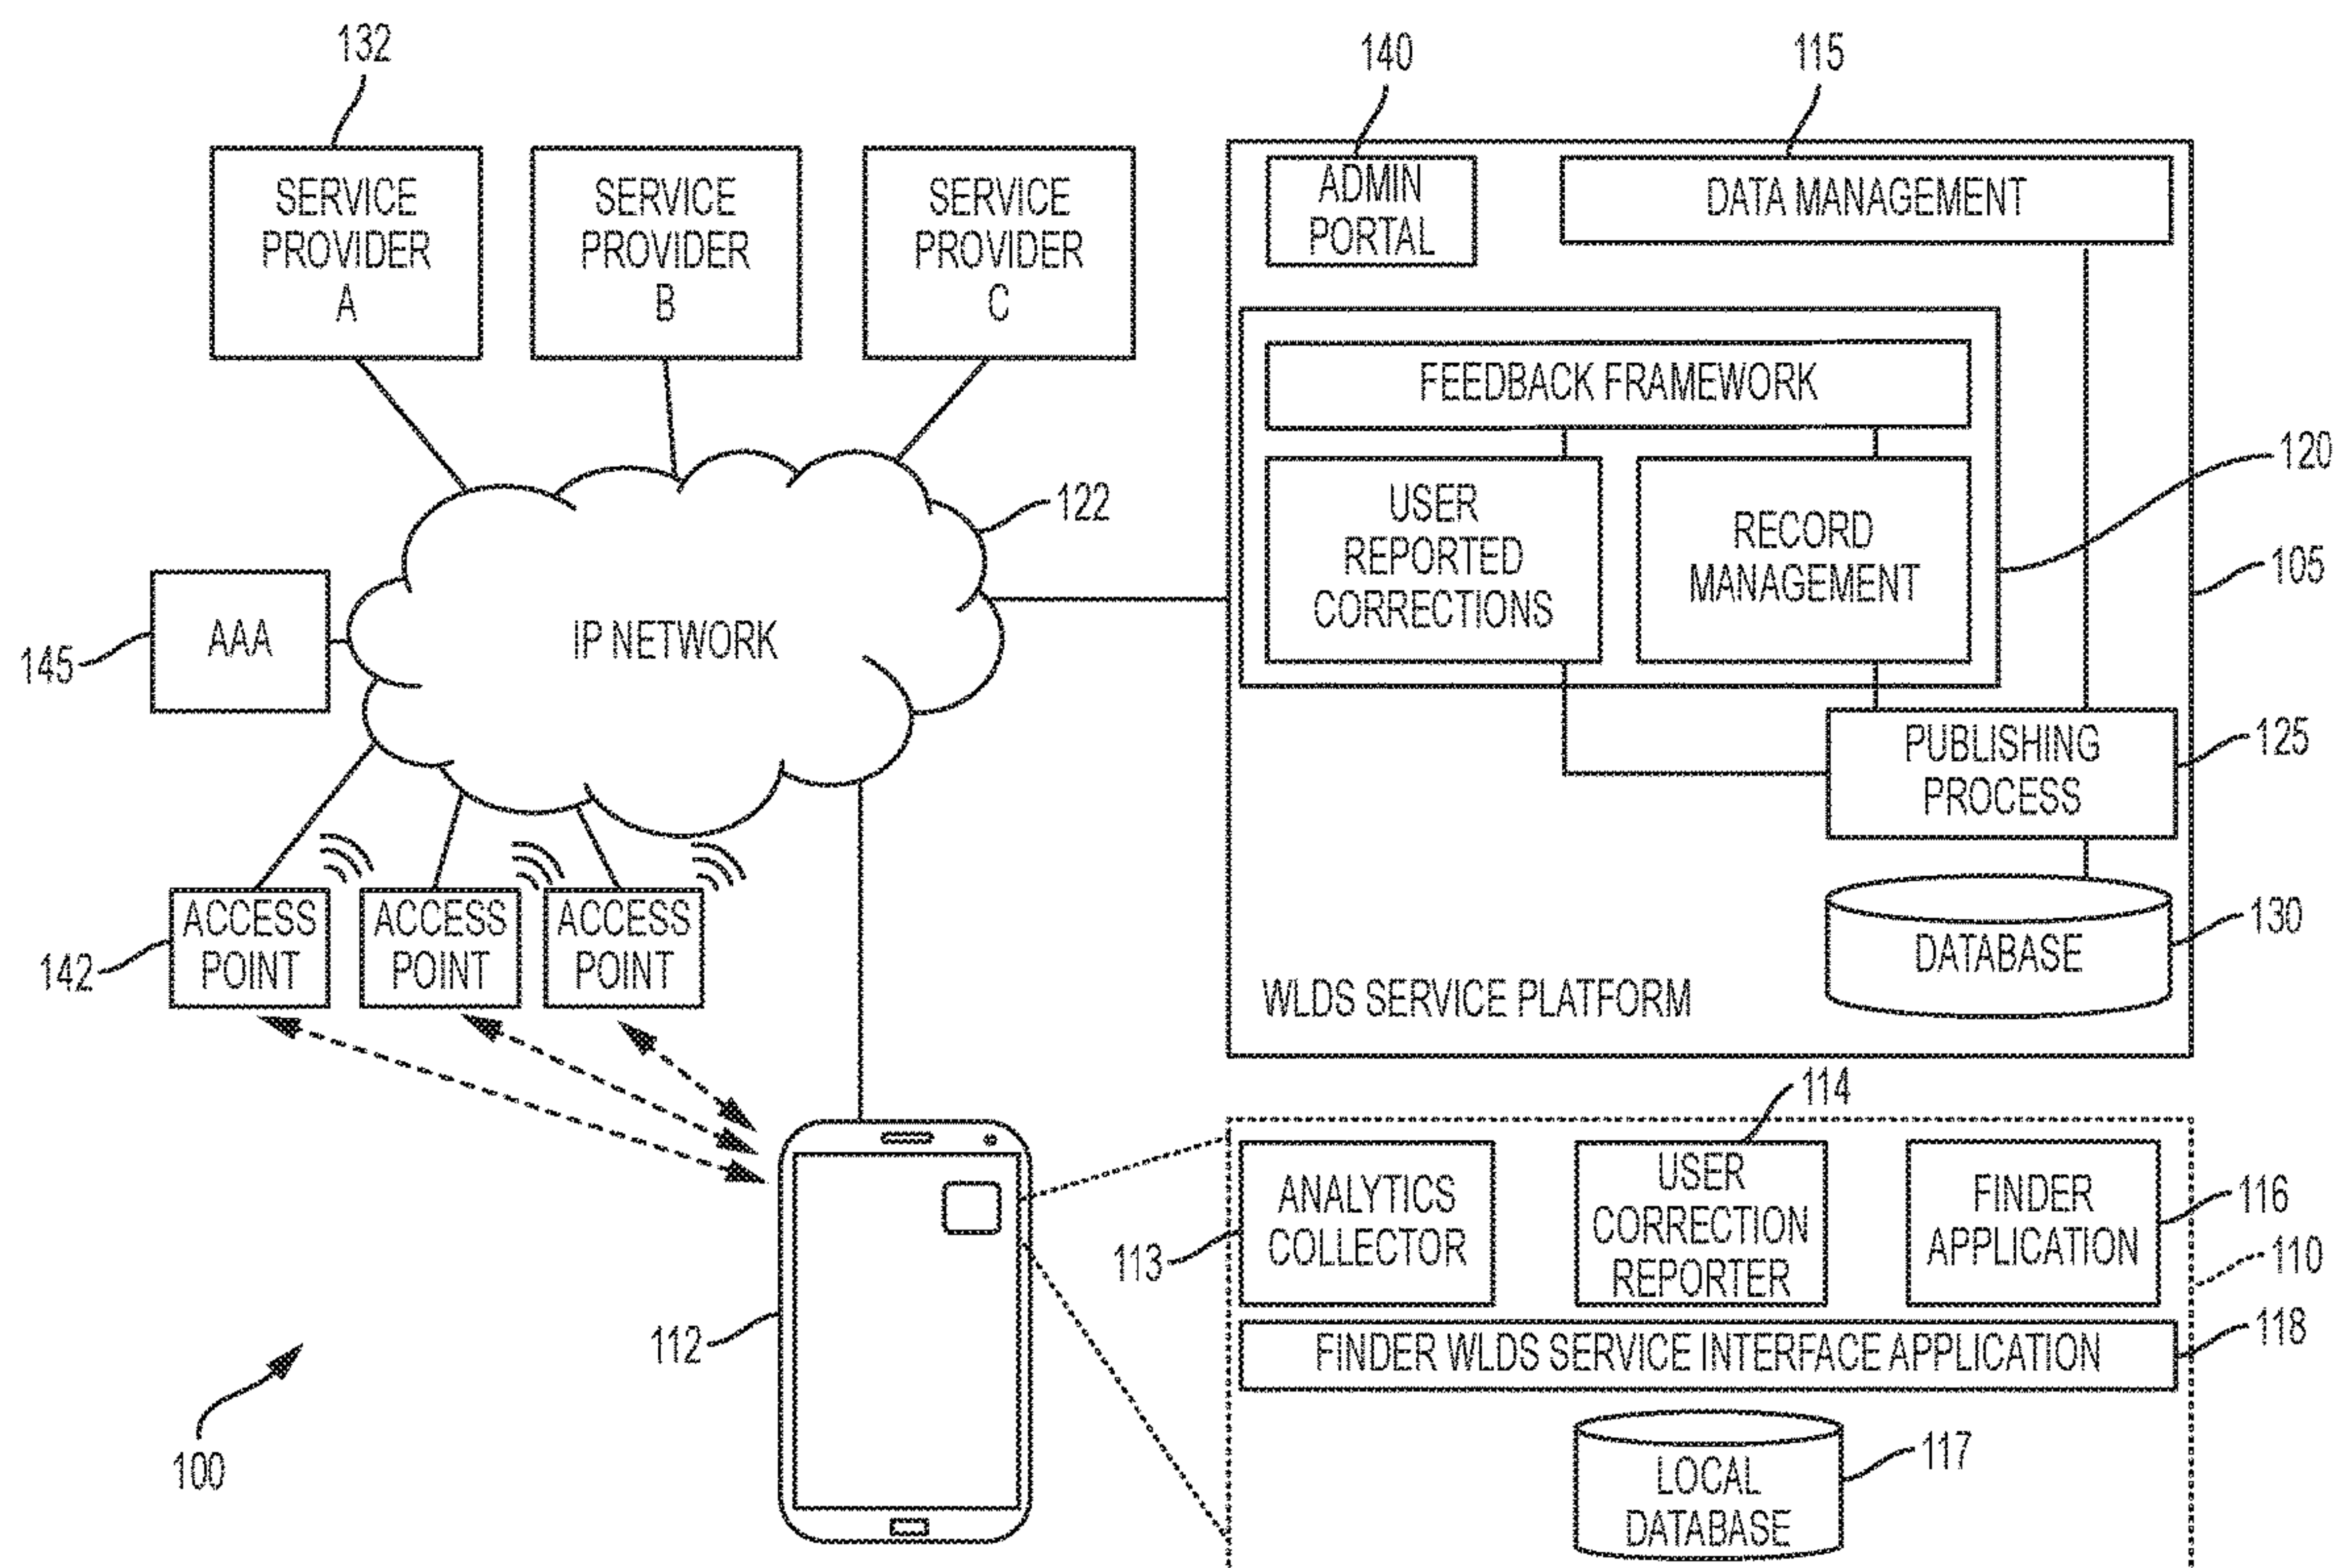 132
140
115
SERVICE
PROVIDER
A
SERVICE
PROVIDER
B
SERVICE
PROVIDER
C
ADMIN
PORTAL
DATA MANAGEMENT
FEEDBACK FRAMEWORK
120
122
USER
REPORTED
CORRECTIONS
RECORD
MANAGEMENT
105
AAA
145
IP NETWORK
PUBLISHING
PROCESS
125
ACCESS
POINT
ACCESS
POINT
ACCESS
POINT
142
DATABASE
130
WLDS SERVICE PLATFORM
114
ANALYTICS
COLLECTOR
113
USER
CORRECTION
REPORTER
FINDER
APPLICATION
116
110
112
FINDER WLDS SERVICE INTERFACE APPLICATION
118
100
LOCAL
DATABASE
117